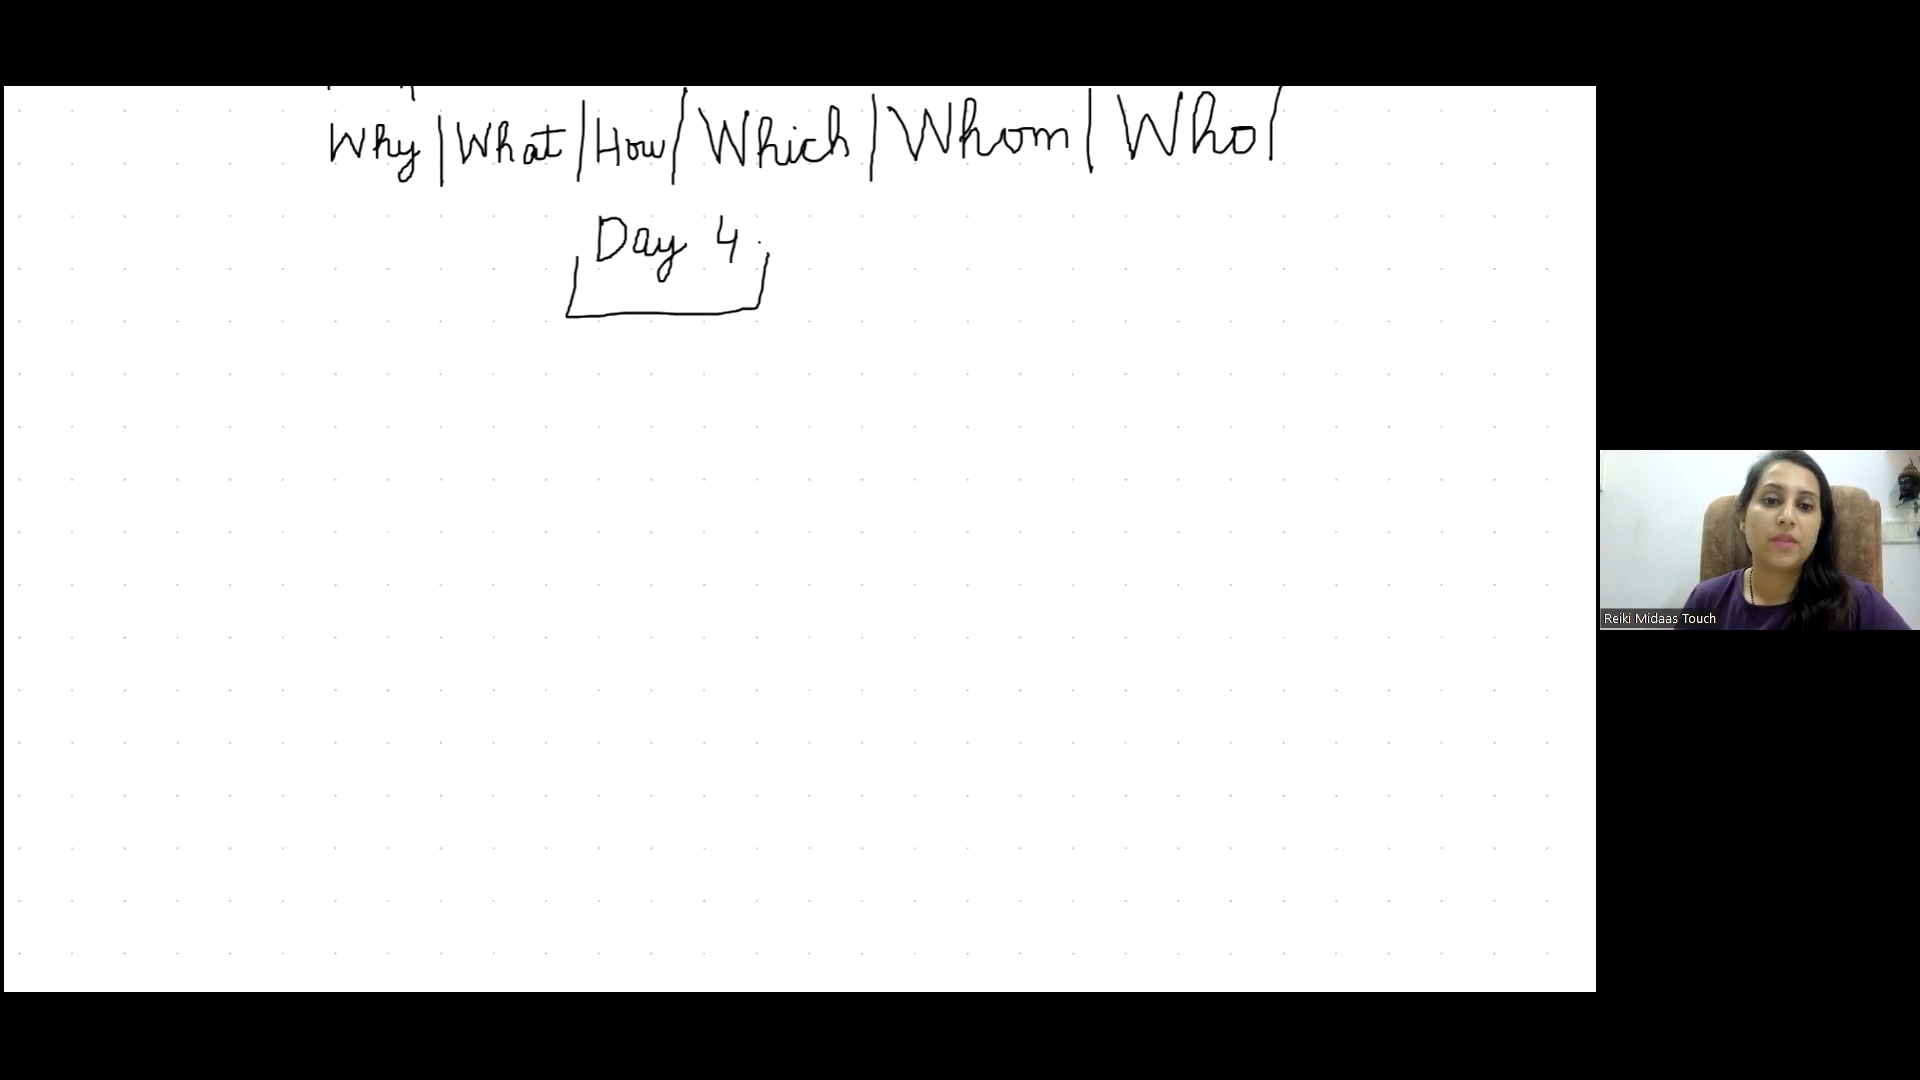 Why | What | How / Which | Whom | Who /
Day 4
Reiki Midaas Touch